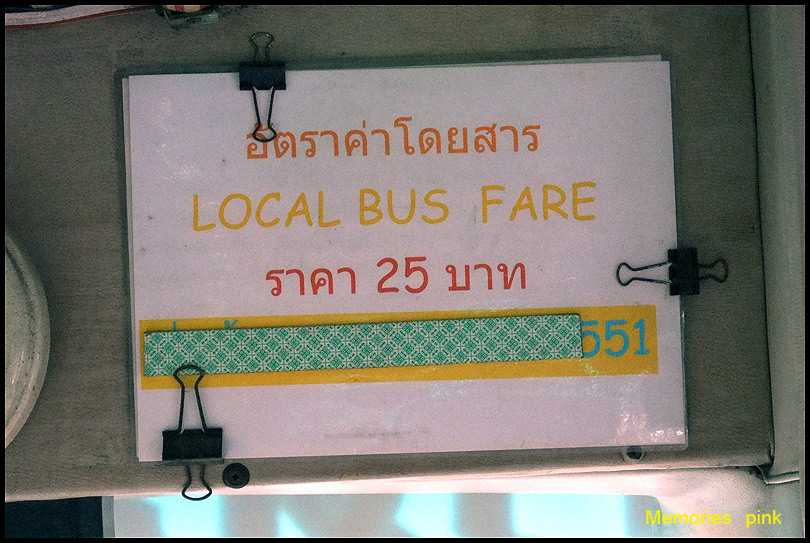 อัตราค่าโดยสาร
LOCAL BUS FARE
ราคา 25 บาท
551
Memories pink